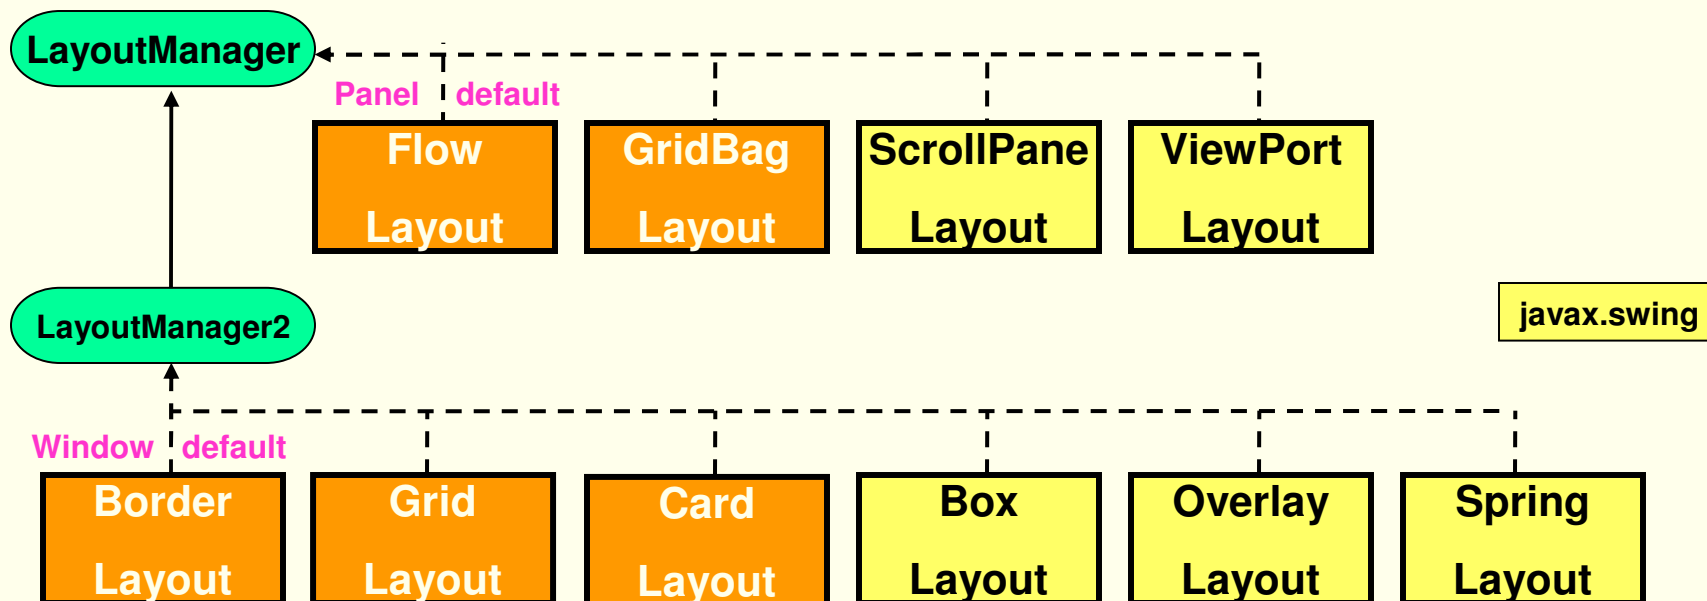 LayoutManager
Panel default
Flow
Layout
GridBag
Layout
ScrollPane
Layout
ViewPort
Layout
LayoutManager2
javax.swing
Window default
Border
Layout
Grid
Layout
Card
Layout
Box
Layout
Overlay
Layout
Spring
Layout